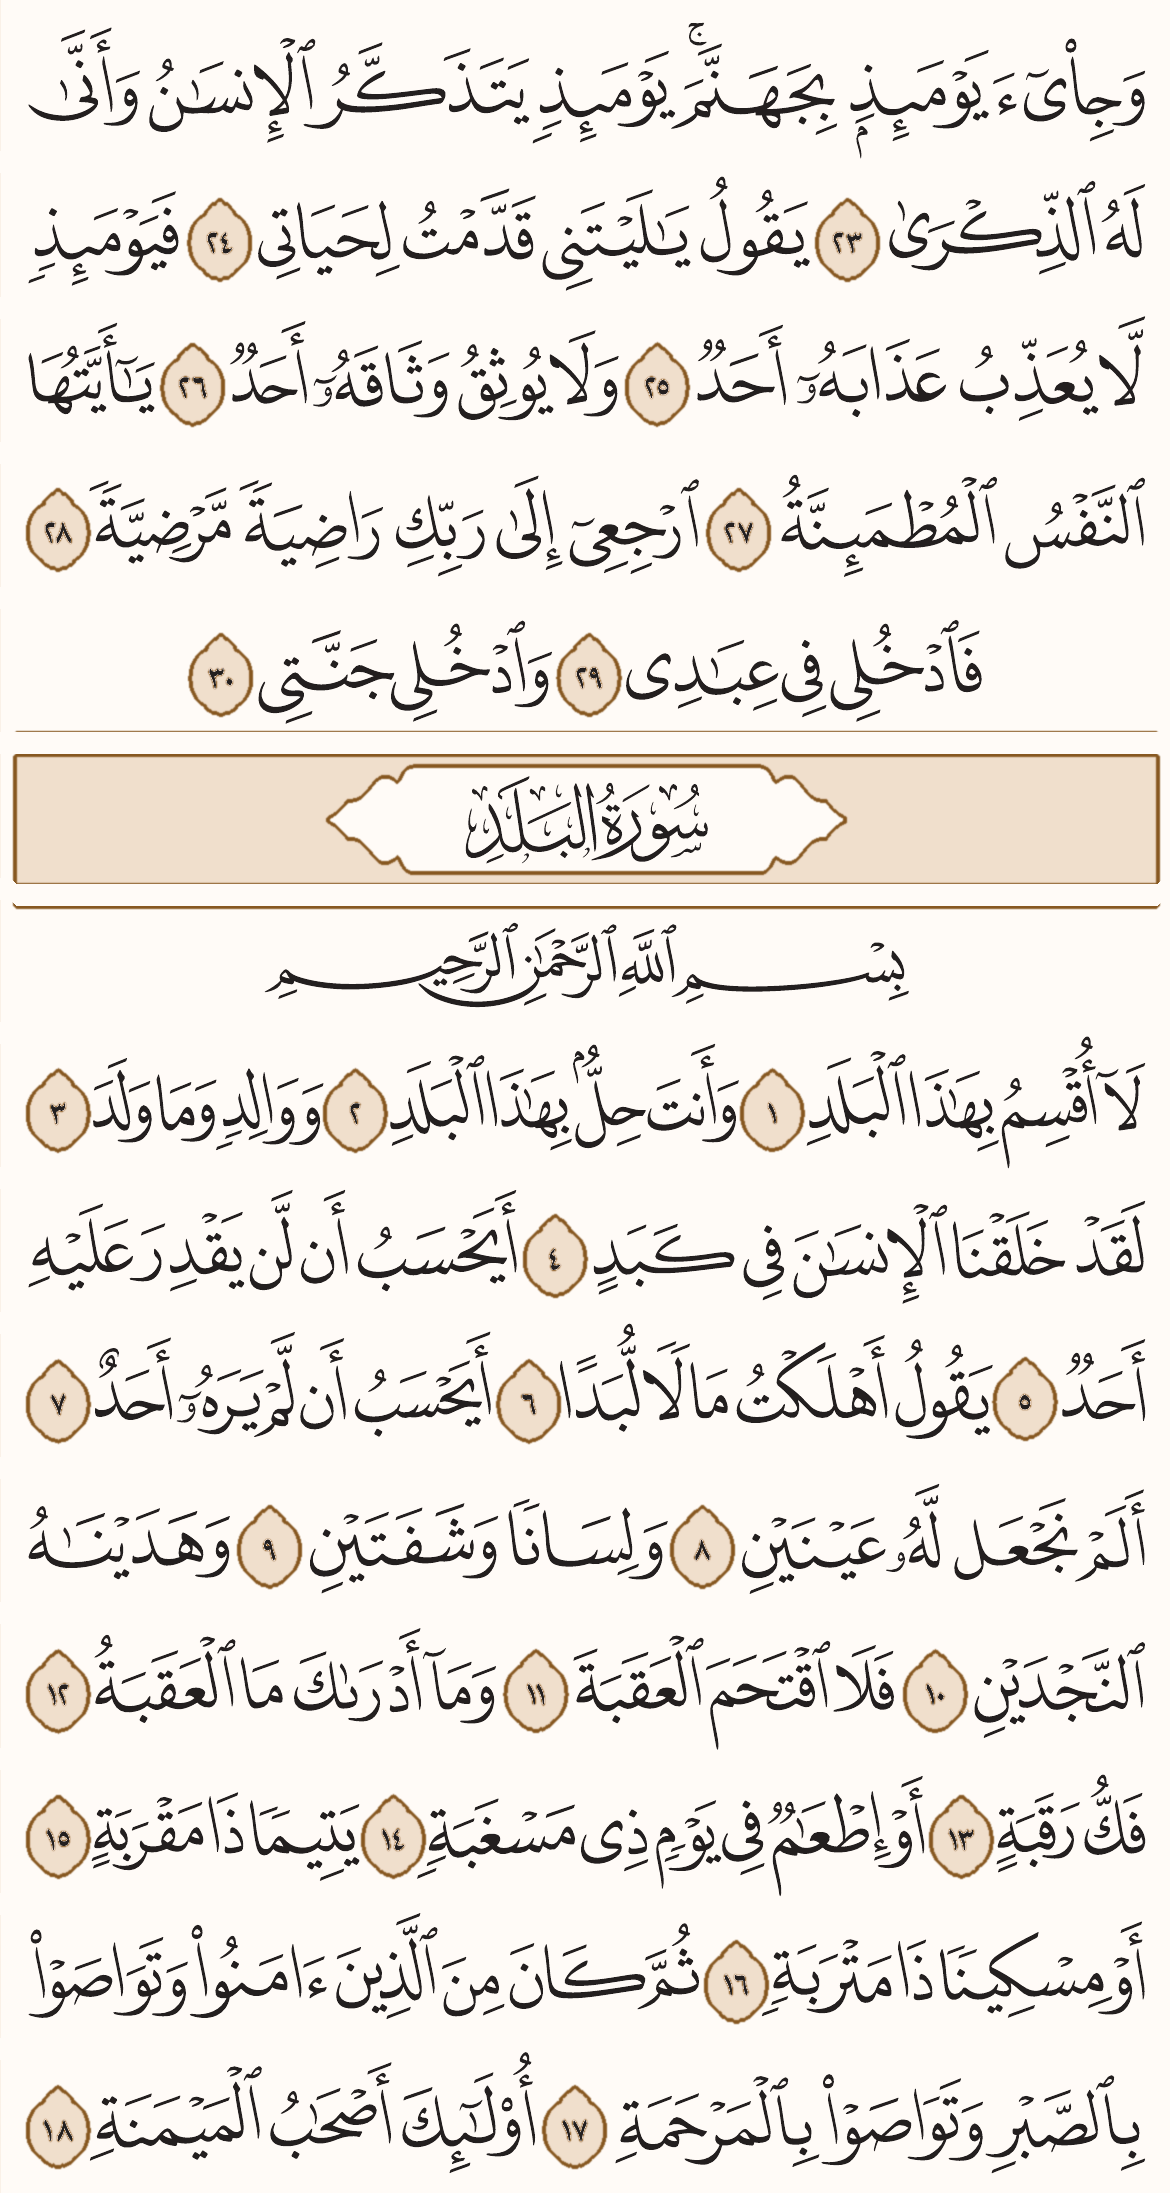 وَجِا۟ىٓءَ يَوْمَئِذٍۭ بِجَهَنَّمَ ۚ يَوْمَئِذٍ يَتَذَكَّرُ ٱلْإِنسَـٰنُ وَأَنَّىٰ
لَهُ ٱلذِّكْرَىٰ ٢٣ يَقُولُ يَـٰلَيْتَنِى قَدَّمْتُ لِحَيَاتِى ٢٤ فَيَوْمَئِذٍ
لَّا يُعَذِّبُ عَذَابَهُۥٓ أَحَدٌ ٢٥ وَلَا يُوثِقُ وَثَاقَهُۥٓ أَحَدٌ ٢٦ يَـٰٓأَيَّتُهَا
ٱلنَّفْسُ ٱلْمُطْمَئِنَّةُ ٢٧ ٱرْجِعِىٓ إِلَىٰ رَبِّكِ رَاضِيَةً مَّرْضِيَّةً ٢٨
فَٱدْخُلِى فِى عِبَـٰدِى ٢٩ وَٱدْخُلِى جَنَّتِى ٣٠
سُورَةُ البَلَدِ
بِسْمِ ٱللَّهِ ٱلرَّحْمَـٰنِ ٱلرَّحِيمِ
لَآ أُقْسِمُ بِهَـٰذَا ٱلْبَلَدِ ١ وَأَنتَ حِلٌّۢ بِهَـٰذَا ٱلْبَلَدِ ٢ وَوَالِدٍ وَمَا وَلَدَ ٣
لَقَدْ خَلَقْنَا ٱلْإِنسَـٰنَ فِى كَبَدٍ ٤ أَيَحْسَبُ أَن لَّن يَقْدِرَ عَلَيْهِ
أَحَدٌ ٥ يَقُولُ أَهْلَكْتُ مَالًا لُّبَدًا ٦ أَيَحْسَبُ أَن لَّمْ يَرَهُۥٓ أَحَدٌ ٧
أَلَمْ نَجْعَل لَّهُۥ عَيْنَيْنِ ٨ وَلِسَانًا وَشَفَتَيْنِ ٩ وَهَدَيْنَـٰهُ
ٱلنَّجْدَيْنِ ١٠ فَلَا ٱقْتَحَمَ ٱلْعَقَبَةَ ١١ وَمَآ أَدْرَىٰكَ مَا ٱلْعَقَبَةُ ١٢
فَكُّ رَقَبَةٍ ١٣ أَوْ إِطْعَـٰمٌ فِى يَوْمٍ ذِى مَسْغَبَةٍ ١٤ يَتِيمًا ذَا مَقْرَبَةٍ ١٥
أَوْ مِسْكِينًا ذَا مَتْرَبَةٍ ١٦ ثُمَّ كَانَ مِنَ ٱلَّذِينَ ءَامَنُوا۟ وَتَوَاصَوْا۟
بِٱلصَّبْرِ وَتَوَاصَوْا۟ بِٱلْمَرْحَمَةِ ١٧ أُو۟لَـٰٓئِكَ أَصْحَـٰبُ ٱلْمَيْمَنَةِ ١٨